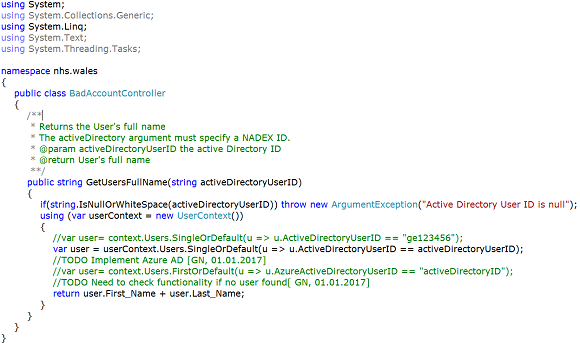 using System;
using System.Collections.Generic;
using System.Linq;
using System.Text;
using System.Threading.Tasks;
namespace nhs.wales
{
public class BadAccountController
{
/**
* Returns the User's full name
* The activeDirectory argument must specify a NADEX ID.
* @param activeDirectoryUserID the active Directory ID
* @return User's full name
**/
public string GetUsersFullName(string activeDirectoryUserID)
{
if(string.IsNullOrWhiteSpace(activeDirectoryUserID)) throw new ArgumentException("Active Directory User ID is null");
using (var userContext = new UserContext())
{
//var user= context.Users.SingleOrDefault(u => u.ActiveDirectoryUserID == "ge123456");
var user = userContext.Users.SingleOrDefault(u => u.ActiveDirectoryUserID == activeDirectoryUserID);
//TODO Implement Azure AD [GN, 01.01.2017]
//var user= context.Users.FirstOrDefault(u => u.AzureActiveDirectoryUserID == "activeDirectoryID");
//TODO Need to check functionality if no user found[ GN, 01.01.2017]
return user.First_Name + user.Last_Name;
}
}
}
}